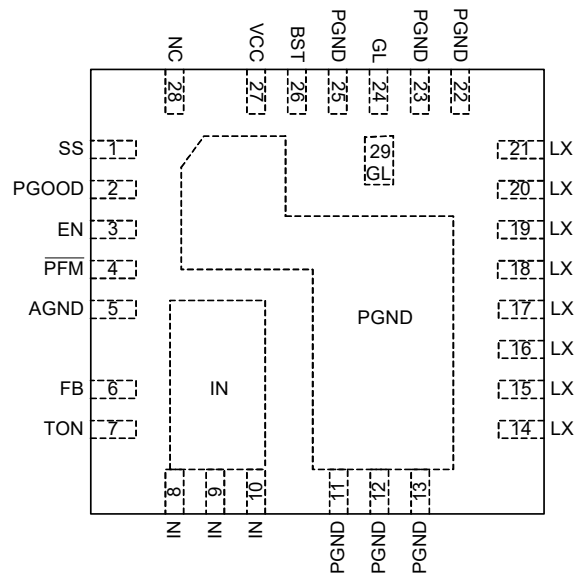 NC
VCC
BST
PGND
GL
PGND
PGND
28
27
26
25
24
23
22
SS 1
PGOOD 2
EN 3
PFM 4
AGND 5
FB 6
TON 7
29
GL
21 LX
20 LX
19 LX
18 LX
17 LX
16 LX
15 LX
14 LX
PGND
IN
8
9
10
11
12
13
IN
IN
IN
PGND
PGND
PGND